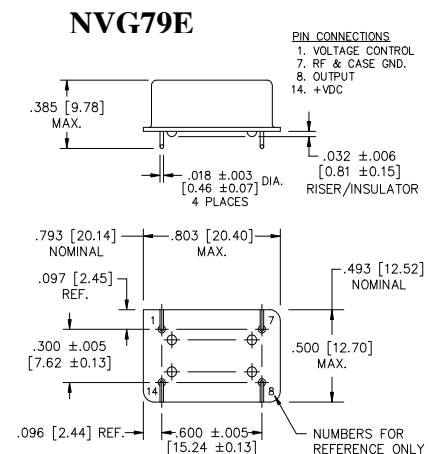 NVG79E
PIN CONNECTIONS
1. VOLTAGE CONTROL
7. RF & CASE GND.
8. OUTPUT
14. +VDC
.385 [9.78]
MAX.
.018 ±.003
[0.46 ±0.07] DIA.
4 PLACES
.032 ±.006
[0.81 ±0.15]
RISER/INSULATOR
.793 [20.14]
NOMINAL
.803 [20.40]
MAX.
.097 [2.45]
REF.
.493 [12.52]
NOMINAL
1
7
.300 ±.005
[7.62 ±0.13]
.500 [12.70]
MAX.
14
8
.096 [2.44] REF.
.600 ±.005
[15.24 ±0.13]
NUMBERS FOR
REFERENCE ONLY